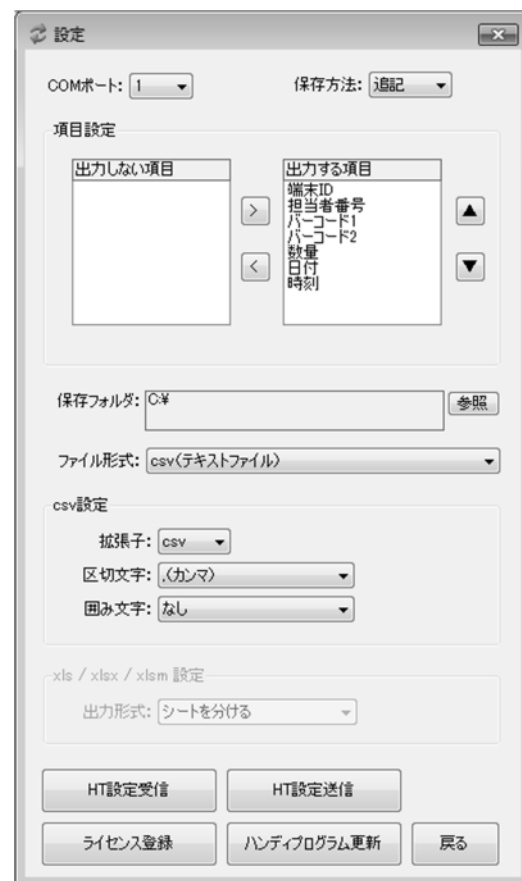 設定
COMポート: 1 保存方法: 追記
項目設定
出力しない項目
出力する項目
端末ID
担当者番号
バーコード1
バーコード2
数量
日付
時刻
>
<
▲
▼
保存フォルダ: C:¥ 参照
ファイル形式: csv(テキストファイル)
csv設定
拡張子: csv
区切文字: ,(カンマ)
囲み文字: なし
xls / xlsx / xlsm 設定
出力形式: シートを分ける
HT設定受信 HT設定送信
ライセンス登録 ハンディプログラム更新 戻る